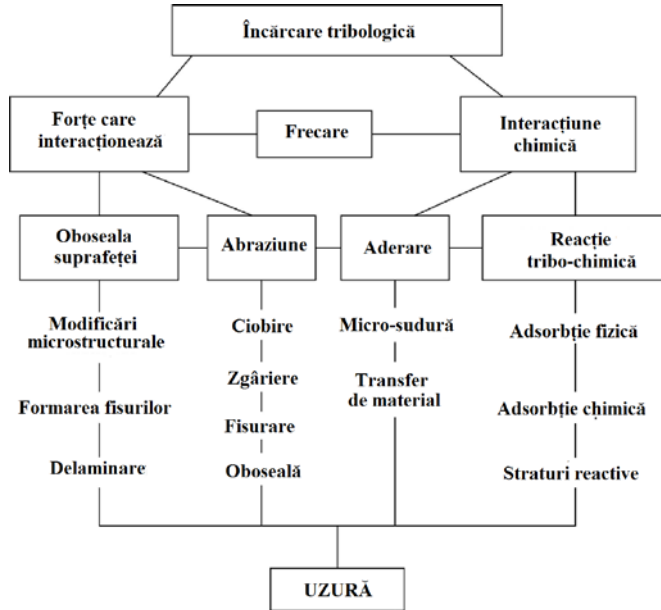 Încărcare tribologică
Forțe care
interacționează
Frecare
Interacțiune
chimică
Oboseala
suprafeței
Abraziune
Aderare
Reacție
tribo-chimică
Modificări
microstructurale
Formarea fisurilor
Delaminare
Ciobire
Zgâriere
Fisurare
Oboseală
Micro-sudură
Transfer
de material
Adsorbție fizică
Adsorbție chimică
Straturi reactive
UZURĂ